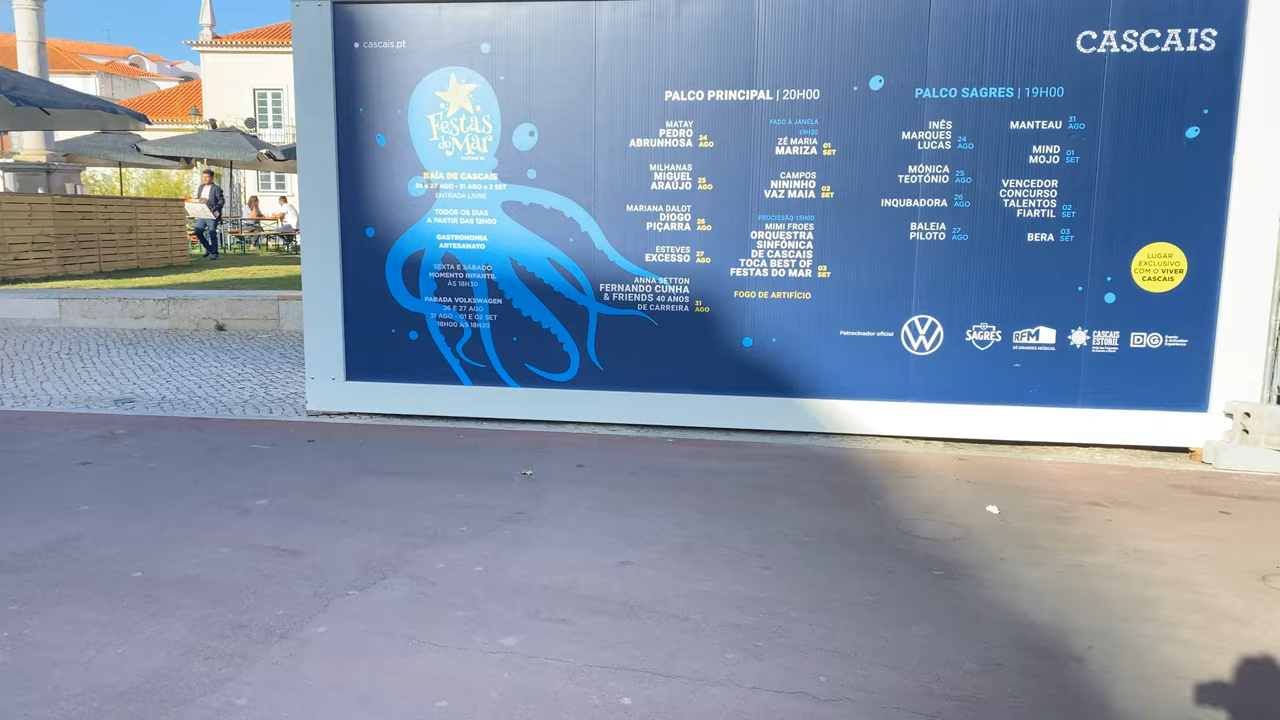 cascais.pt
CASCAIS
Festas
do Mar
BAÍA DE CASCAIS
24 a 27 AGO - 31 AGO a 3 SET
ENTRADA LIVRE
TODOS OS DIAS
A PARTIR DAS 12H00
GASTRONOMIA
ARTESANATO
SEXTA E SÁBADO
MOMENTO INFANTIL
ÀS 18H30
PARADA VOLKSWAGEN
26 E 27 AGO
31 AGO - 01 E 02 SET
18H00 ÀS 18H30
PALCO PRINCIPAL | 20H00
MATAY
PEDRO
ABRUNHOSA 24 AGO
MILHANAS
MIGUEL
ARAÚJO 25 AGO
MARIANA DALOT
DIOGO
PIÇARRA 26 AGO
ESTEVES
EXCESSO 27 AGO
ANNA SETTON
FERNANDO CUNHA
& FRIENDS 40 ANOS
DE CARREIRA 31 AGO
FADO À JANELA
19H30
ZÉ MARIA
MARIZA 01 SET
CAMPOS
NININHO
VAZ MAIA 02 SET
PROCISSÃO 15H00
MIMI FROES
ORQUESTRA
SINFÓNICA
DE CASCAIS
TOCA BEST OF
FESTAS DO MAR 03 SET
FOGO DE ARTIFÍCIO
PALCO SAGRES | 19H00
INÊS
MARQUES
LUCAS 24 AGO
MÓNICA
TEOTÓNIO 25 AGO
INQUBADORA 26 AGO
BALEIA
PILOTO 27 AGO
MANTEAU 31 AGO
MIND
MOJO 01 SET
VENCEDOR
CONCURSO
TALENTOS
FIARTIL 02 SET
BERA 03 SET
LUGAR
EXCLUSIVO
COM O VIVER
CASCAIS
Patrocinador oficial
SAGRES
RFM
SÓ GRANDES MÚSICAS.
CASCAIS
ESTORIL
DG Events & Activation Experience